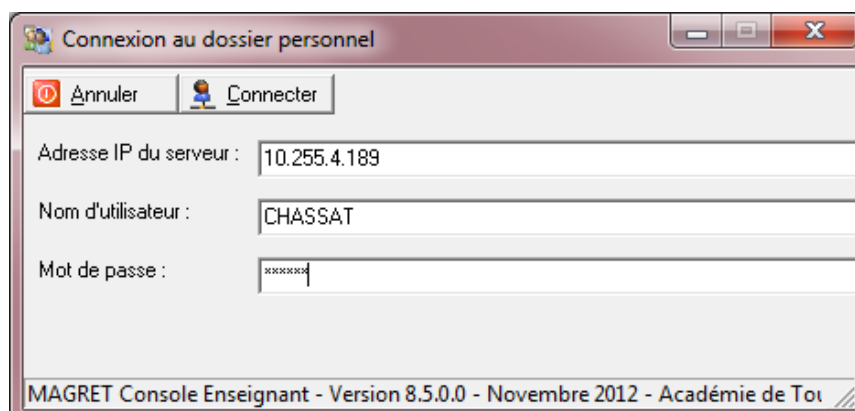 Connexion au dossier personnel
Annuler Connecter
Adresse IP du serveur : 10.255.4.189
Nom d'utilisateur : CHASSAT
Mot de passe : ******
MAGRET Console Enseignant - Version 8.5.0.0 - Novembre 2012 - Académie de